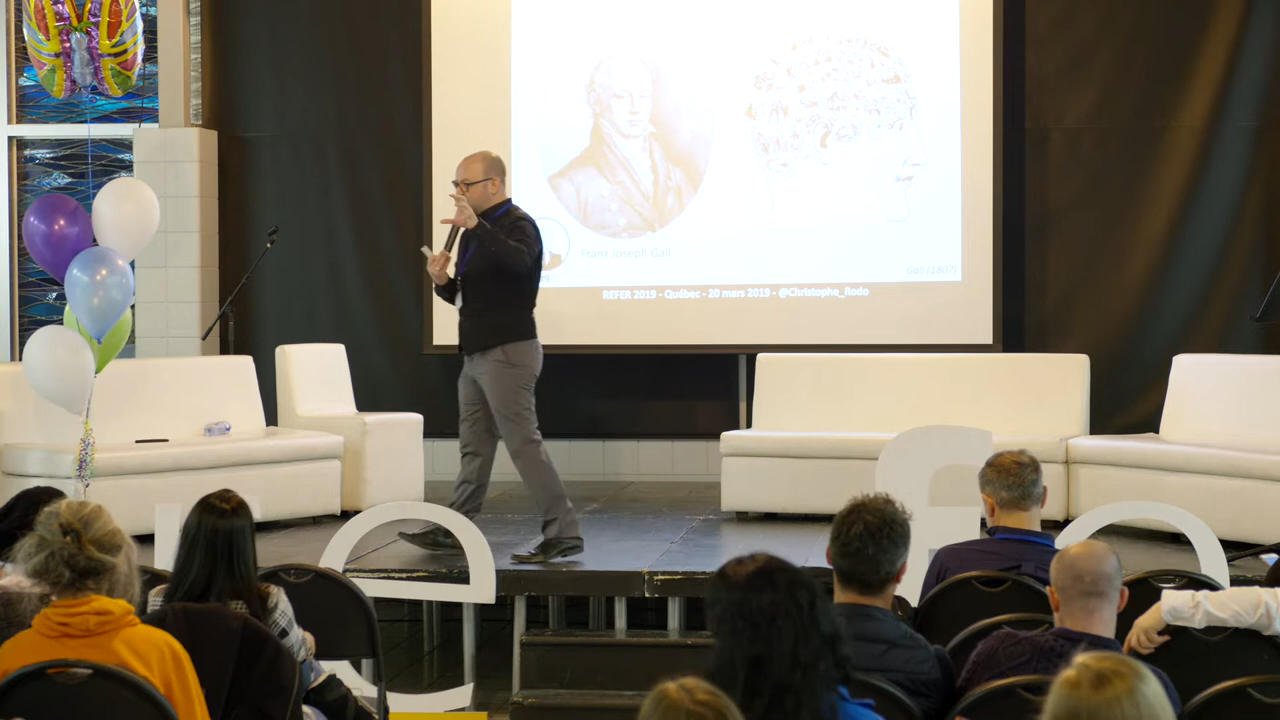 Franz Joseph Gall
Gall (1807)
REFER 2019 - Québec - 20 mars 2019 - @Christophe_Rodo